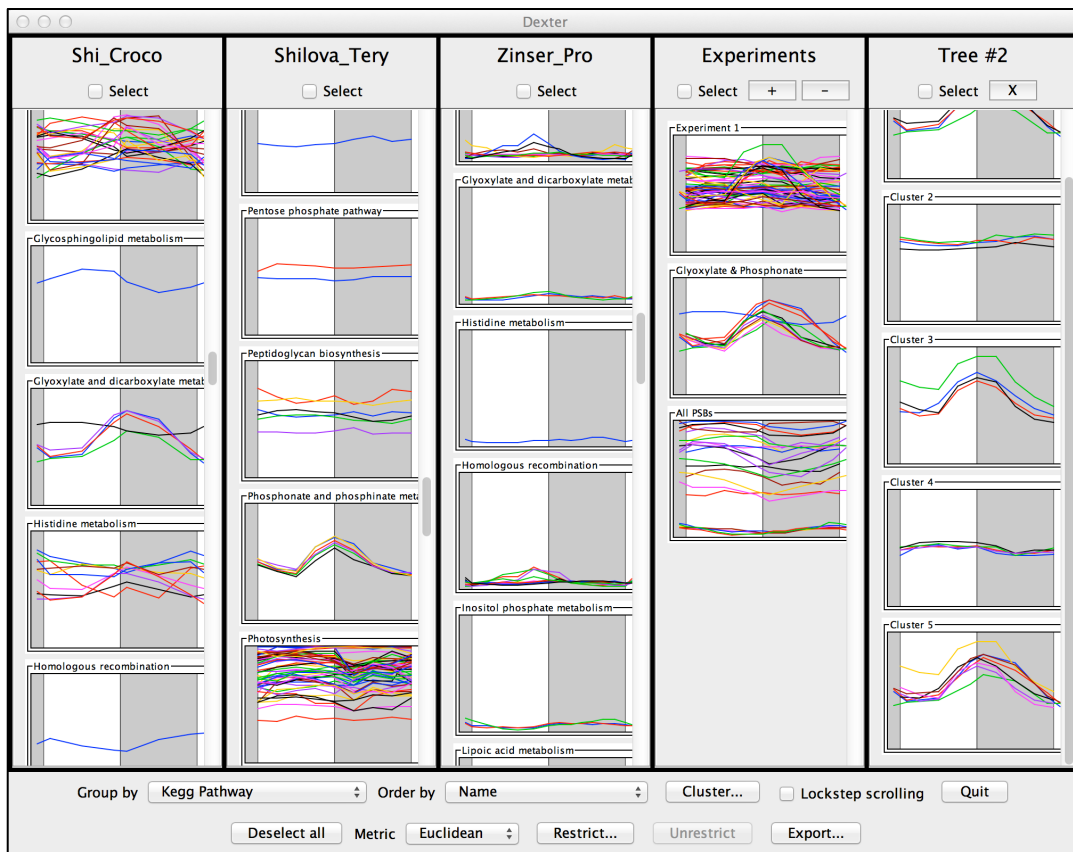 Dexter
Shi_Croco
Select
Glycosphingolipid metabolism
Glyoxylate and dicarboxylate metab
Histidine metabolism
Homologous recombination
Shilova_Tery
Select
Pentose phosphate pathway
Peptidoglycan biosynthesis
Phosphonate and phosphinate meta
Photosynthesis
Zinser_Pro
Select
Glyoxylate and dicarboxylate metab
Histidine metabolism
Homologous recombination
Inositol phosphate metabolism
Lipoic acid metabolism
Experiments
Select + -
Experiment 1
Glyoxylate & Phosphonate
All PSBs
Tree #2
Select X
Cluster 2
Cluster 3
Cluster 4
Cluster 5
Group by Kegg Pathway Order by Name Cluster... Lockstep scrolling Quit
Deselect all Metric Euclidean Restrict... Unrestrict Export...